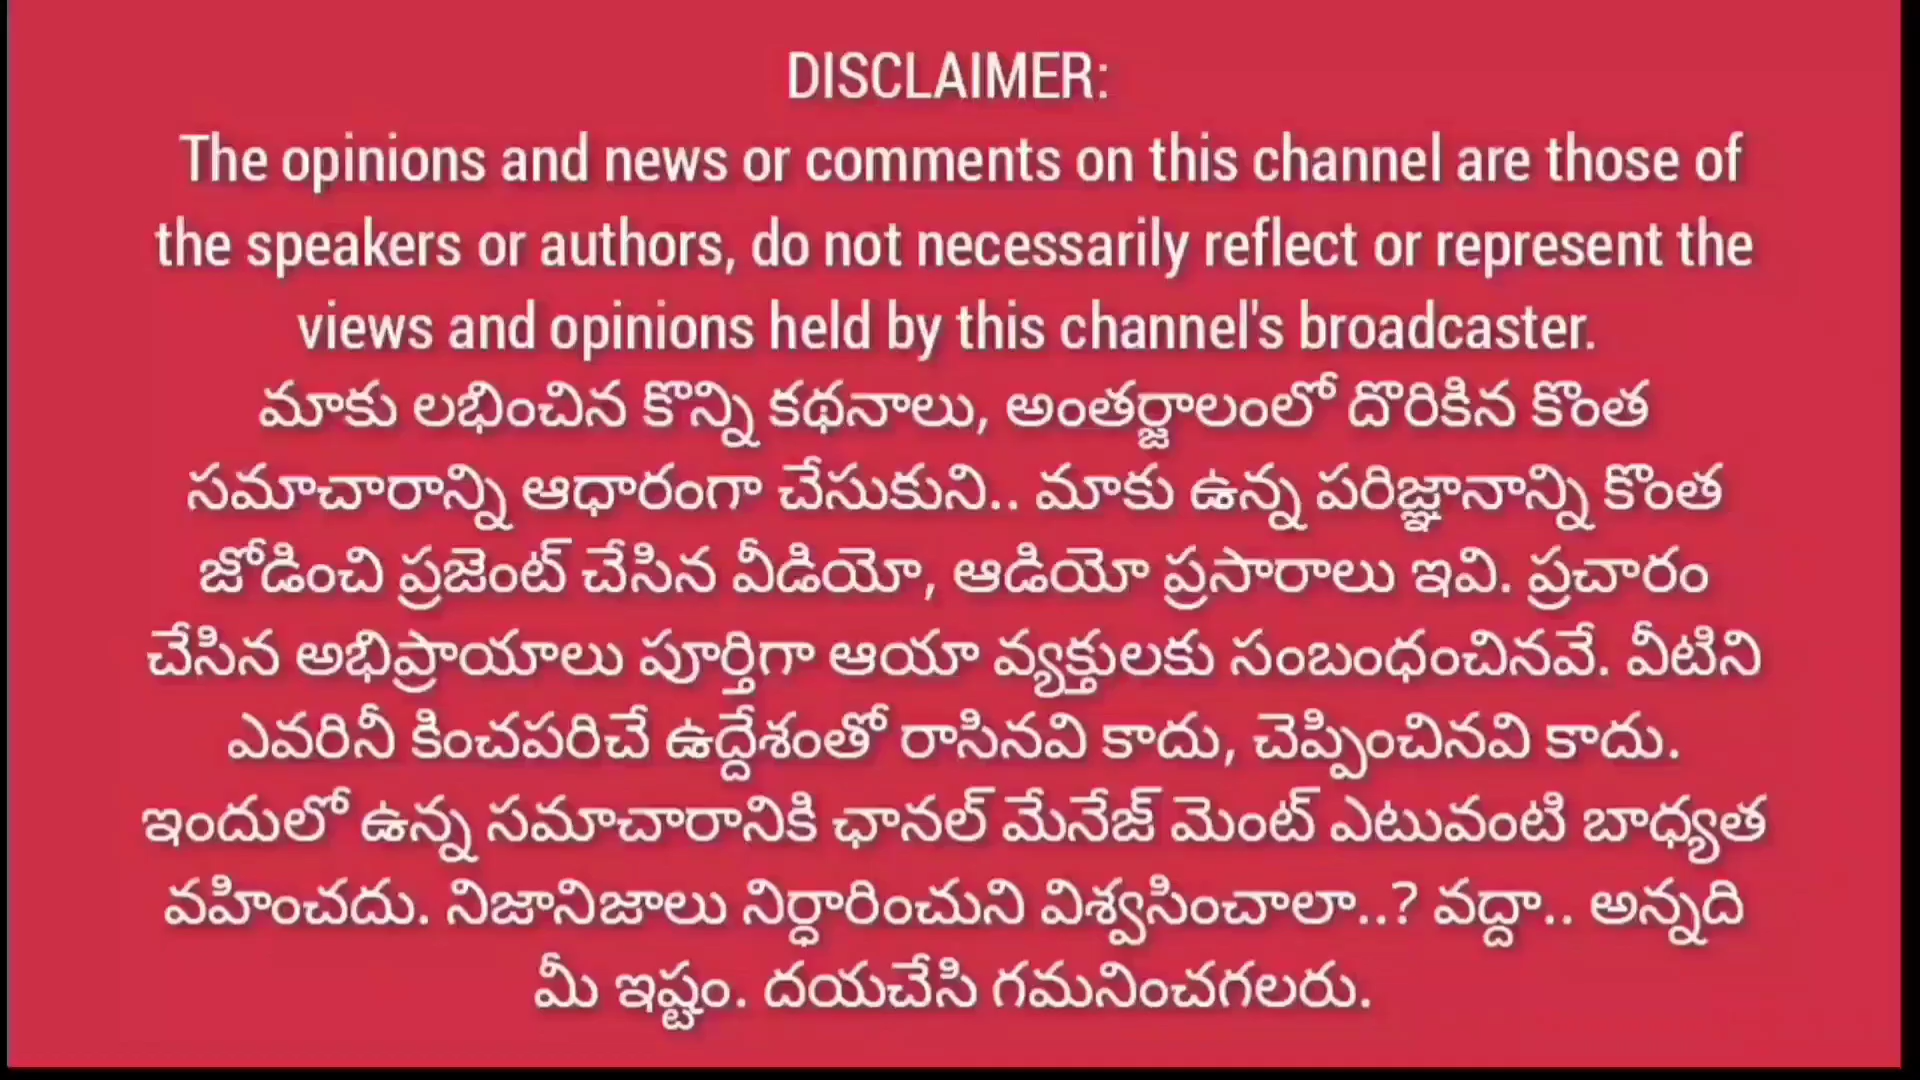 DISCLAIMER:
The opinions and news or comments on this channel are those of
the speakers or authors, do not necessarily reflect or represent the
views and opinions held by this channel's broadcaster.
మాకు లభించిన కొన్ని కథనాలు, అంతర్జాలంలో దొరికిన కొంత
సమాచారాన్ని ఆధారంగా చేసుకుని.. మాకు ఉన్న పరిజ్ఞానాన్ని కొంత
జోడించి ప్రజెంట్ చేసిన వీడియో, ఆడియో ప్రసారాలు ఇవి. ప్రచారం
చేసిన అభిప్రాయాలు పూర్తిగా ఆయా వ్యక్తులకు సంబంధంచినవే. వీటిని
ఎవరినీ కించపరిచే ఉద్దేశంతో రాసినవి కాదు, చెప్పించినవి కాదు.
ఇందులో ఉన్న సమాచారానికి ఛానల్ మేనేజ్ మెంట్ ఎటువంటి బాధ్యత
వహించదు. నిజానిజాలు నిర్ధారించుని విశ్వసించాలా..? వద్దా.. అన్నది
మీ ఇష్టం. దయచేసి గమనించగలరు.